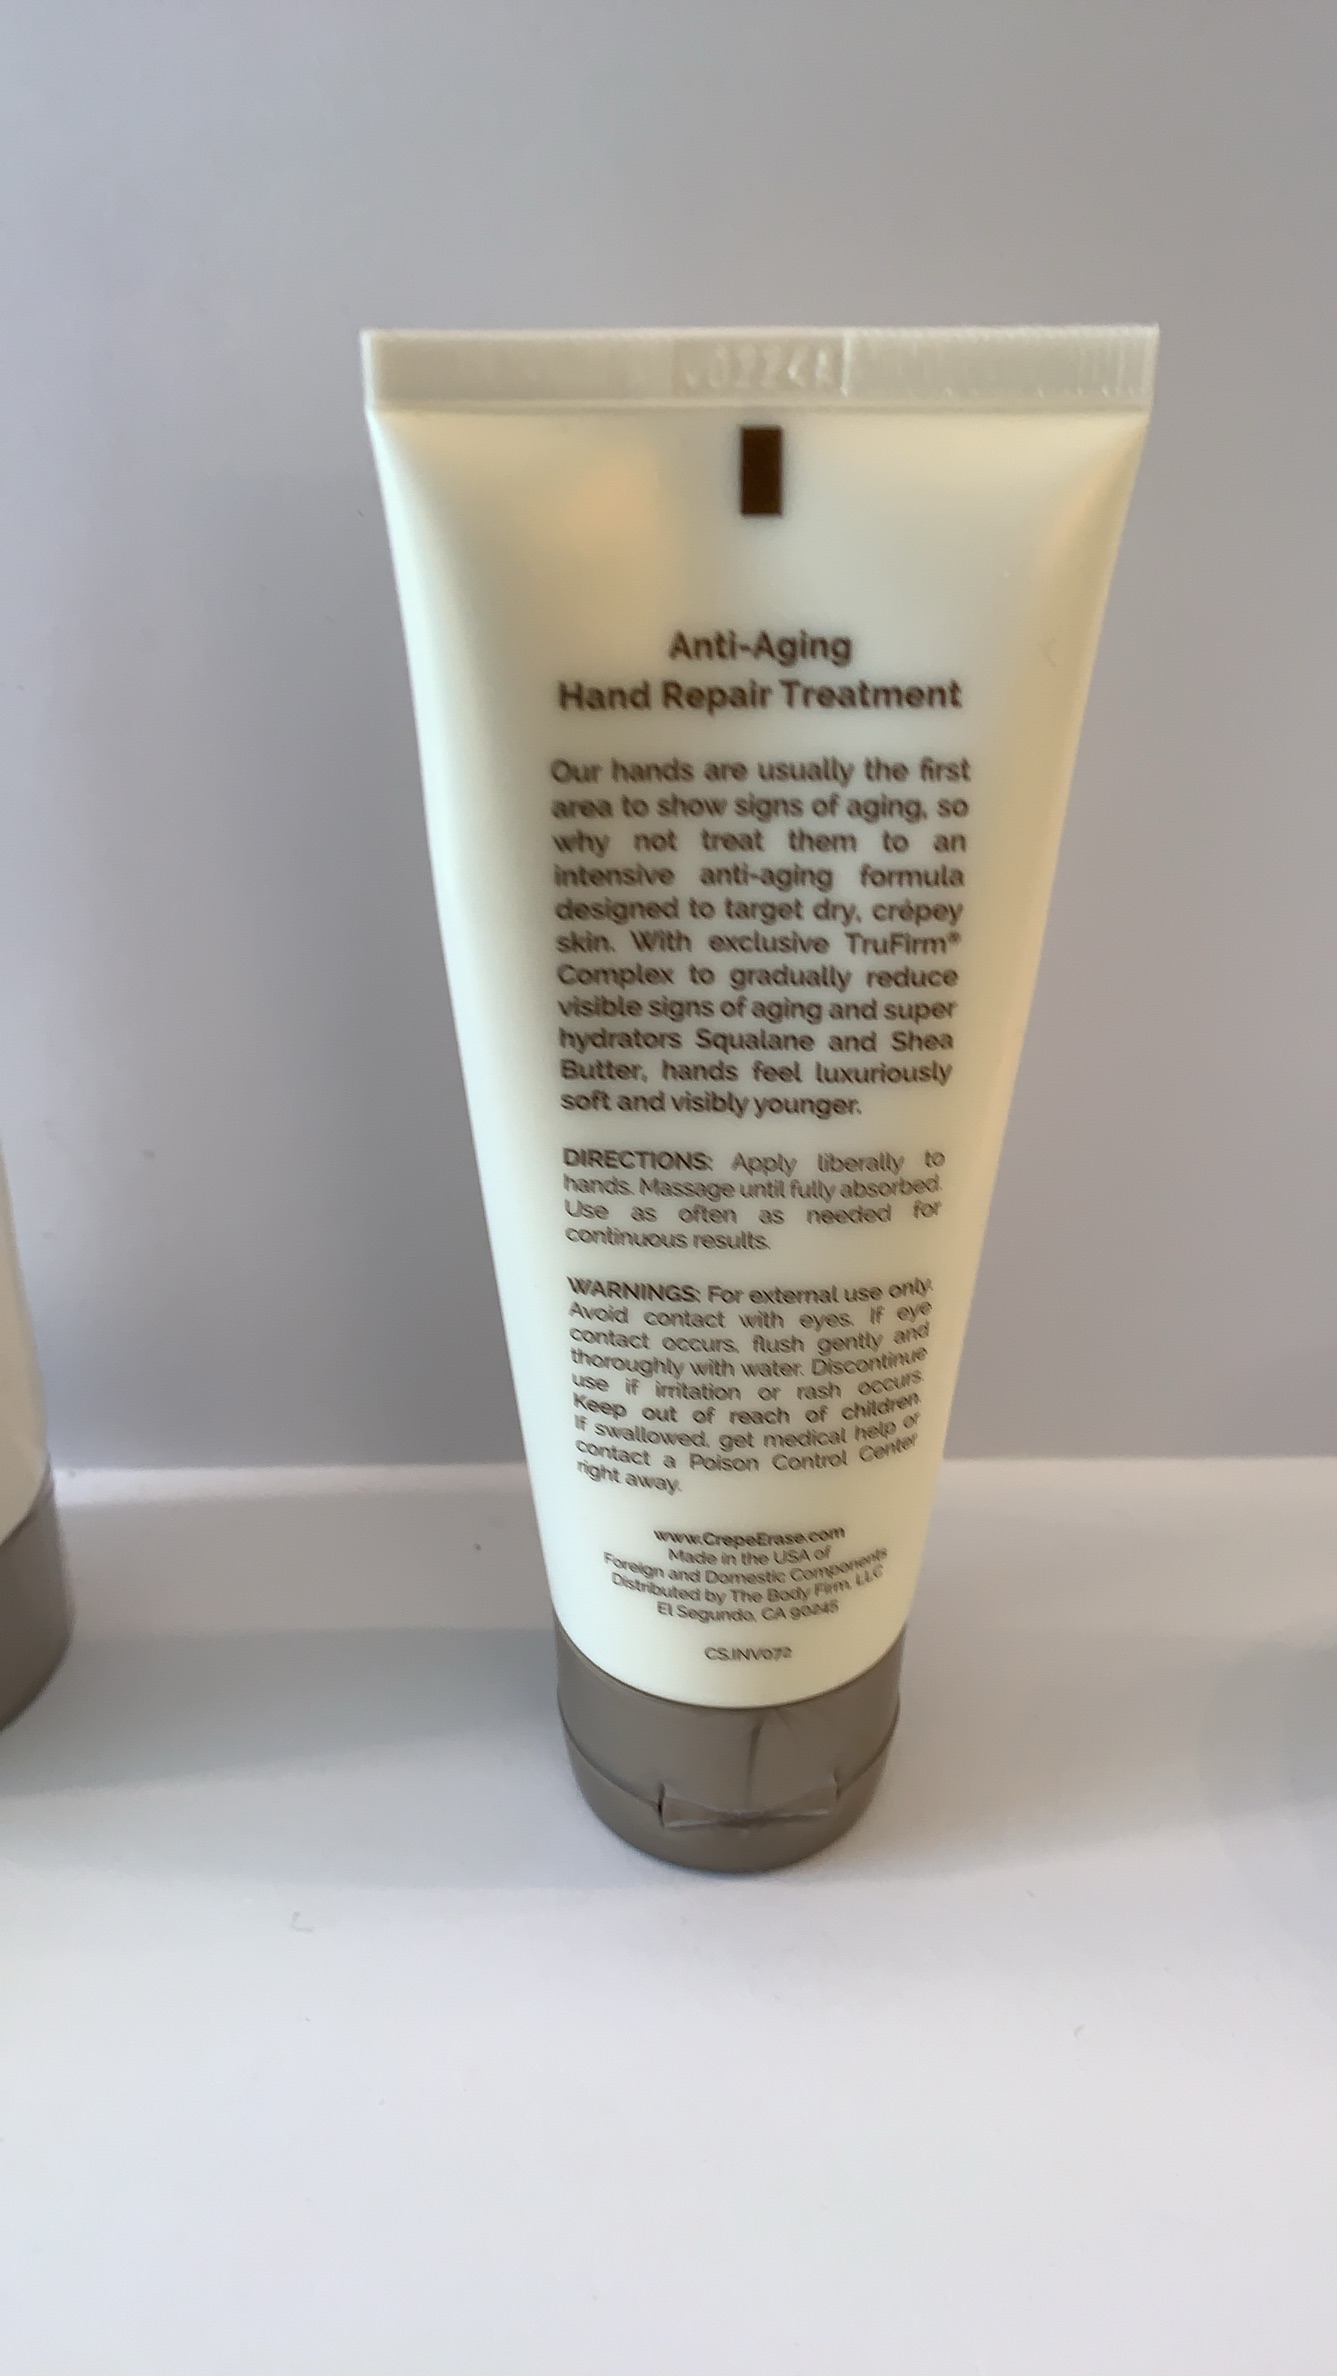 Anti-Aging
Hand Repair Treatment
Our hands are usually the first
area to show signs of aging, so
why not treat them to an
intensive anti-aging formula
designed to target dry, crépey
skin. With exclusive TruFirm®
Complex to gradually reduce
visible signs of aging and super
hydrators Squalane and Shea
Butter, hands feel luxuriously
soft and visibly younger.
DIRECTIONS: Apply liberally to
hands. Massage until fully absorbed.
Use as often as needed for
continuous results.
WARNINGS: For external use only.
Avoid contact with eyes. If eye
contact occurs, flush gently and
thoroughly with water. Discontinue
use if irritation or rash occurs.
Keep out of reach of children.
If swallowed, get medical help or
contact a Poison Control Center
right away.
www.CrepeErase.com
Made in the USA of
Foreign and Domestic Components
Distributed by The Body Firm, LLC
El Segundo, CA 90245
CS.INV072